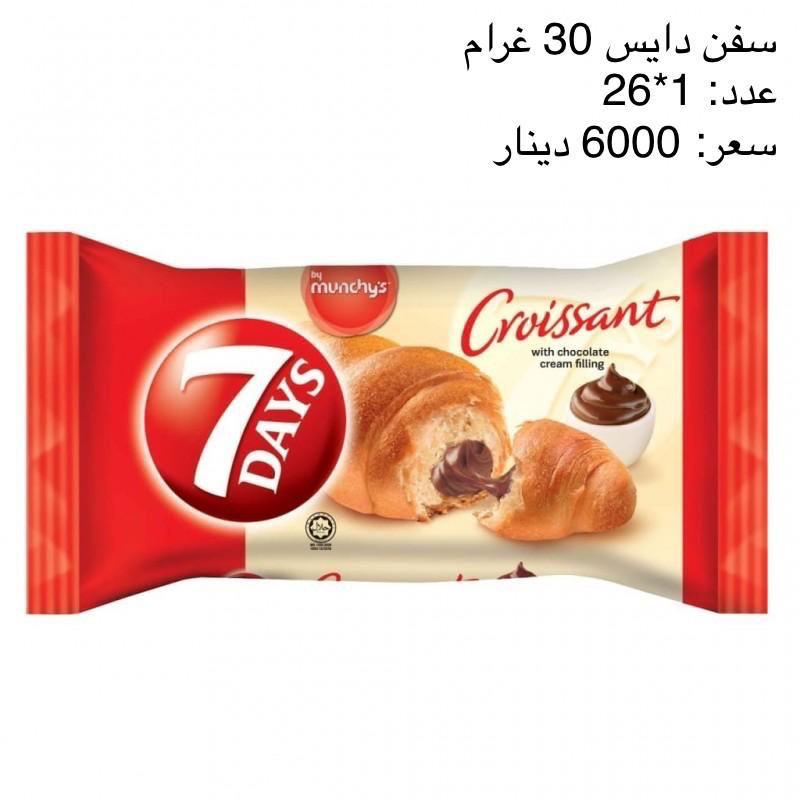 سفن دايس 30 غرام
عدد: 1*26
سعر: 6000 دينار
by
munchy's
Croissant
with chocolate
cream filling
7
DAYS
حلال